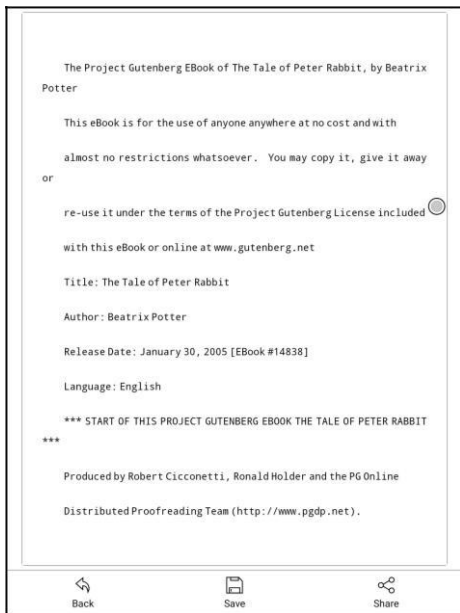 The Project Gutenberg EBook of The Tale of Peter Rabbit, by Beatrix
Potter
This eBook is for the use of anyone anywhere at no cost and with
almost no restrictions whatsoever.  You may copy it, give it away
or
re-use it under the terms of the Project Gutenberg License included
with this eBook or online at www.gutenberg.net
Title: The Tale of Peter Rabbit
Author: Beatrix Potter
Release Date: January 30, 2005 [EBook #14838]
Language: English
*** START OF THIS PROJECT GUTENBERG EBOOK THE TALE OF PETER RABBIT
***
Produced by Robert Cicconetti, Ronald Holder and the PG Online
Distributed Proofreading Team (http://www.pgdp.net).
Back Save Share